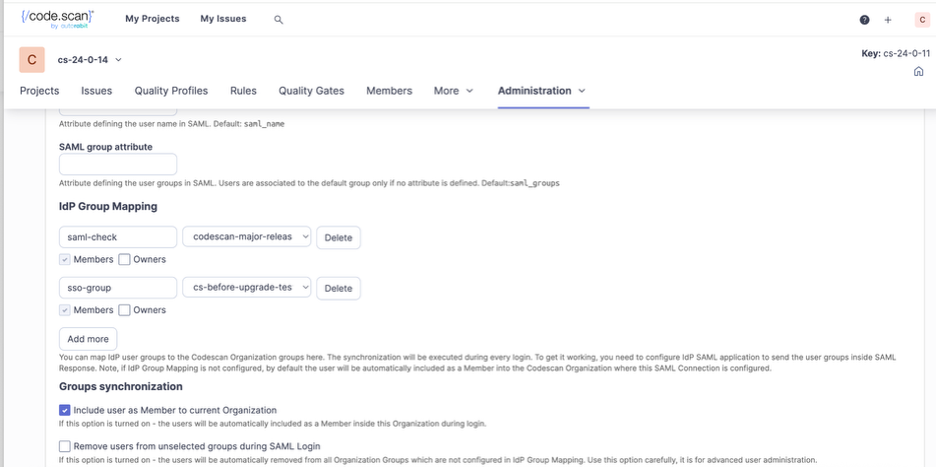 {/code.scan}
by autorabit
My Projects My Issues
? + C
C cs-24-0-14
Key: cs-24-0-11
Projects Issues Quality Profiles Rules Quality Gates Members More Administration
Attribute defining the user name in SAML. Default: saml_name
SAML group attribute
Attribute defining the user groups in SAML. Users are associated to the default group only if no attribute is defined. Default:saml_groups
IdP Group Mapping
saml-check codescan-major-releas Delete
Members Owners
sso-group cs-before-upgrade-tes Delete
Members Owners
Add more
You can map IdP user groups to the Codescan Organization groups here. The synchronization will be executed during every login. To get it working, you need to configure IdP SAML application to send the user groups inside SAML
Response. Note, if IdP Group Mapping is not configured, by default the user will be automatically included as a Member into the Codescan Organization where this SAML Connection is configured.
Groups synchronization
Include user as Member to current Organization
If this option is turned on - the users will be automatically included as a Member inside this Organization during login.
Remove users from unselected groups during SAML Login
If this option is turned on - the users will be automatically removed from all Organization Groups which are not configured in IdP Group Mapping. Use this option carefully, it is for advanced user administration.